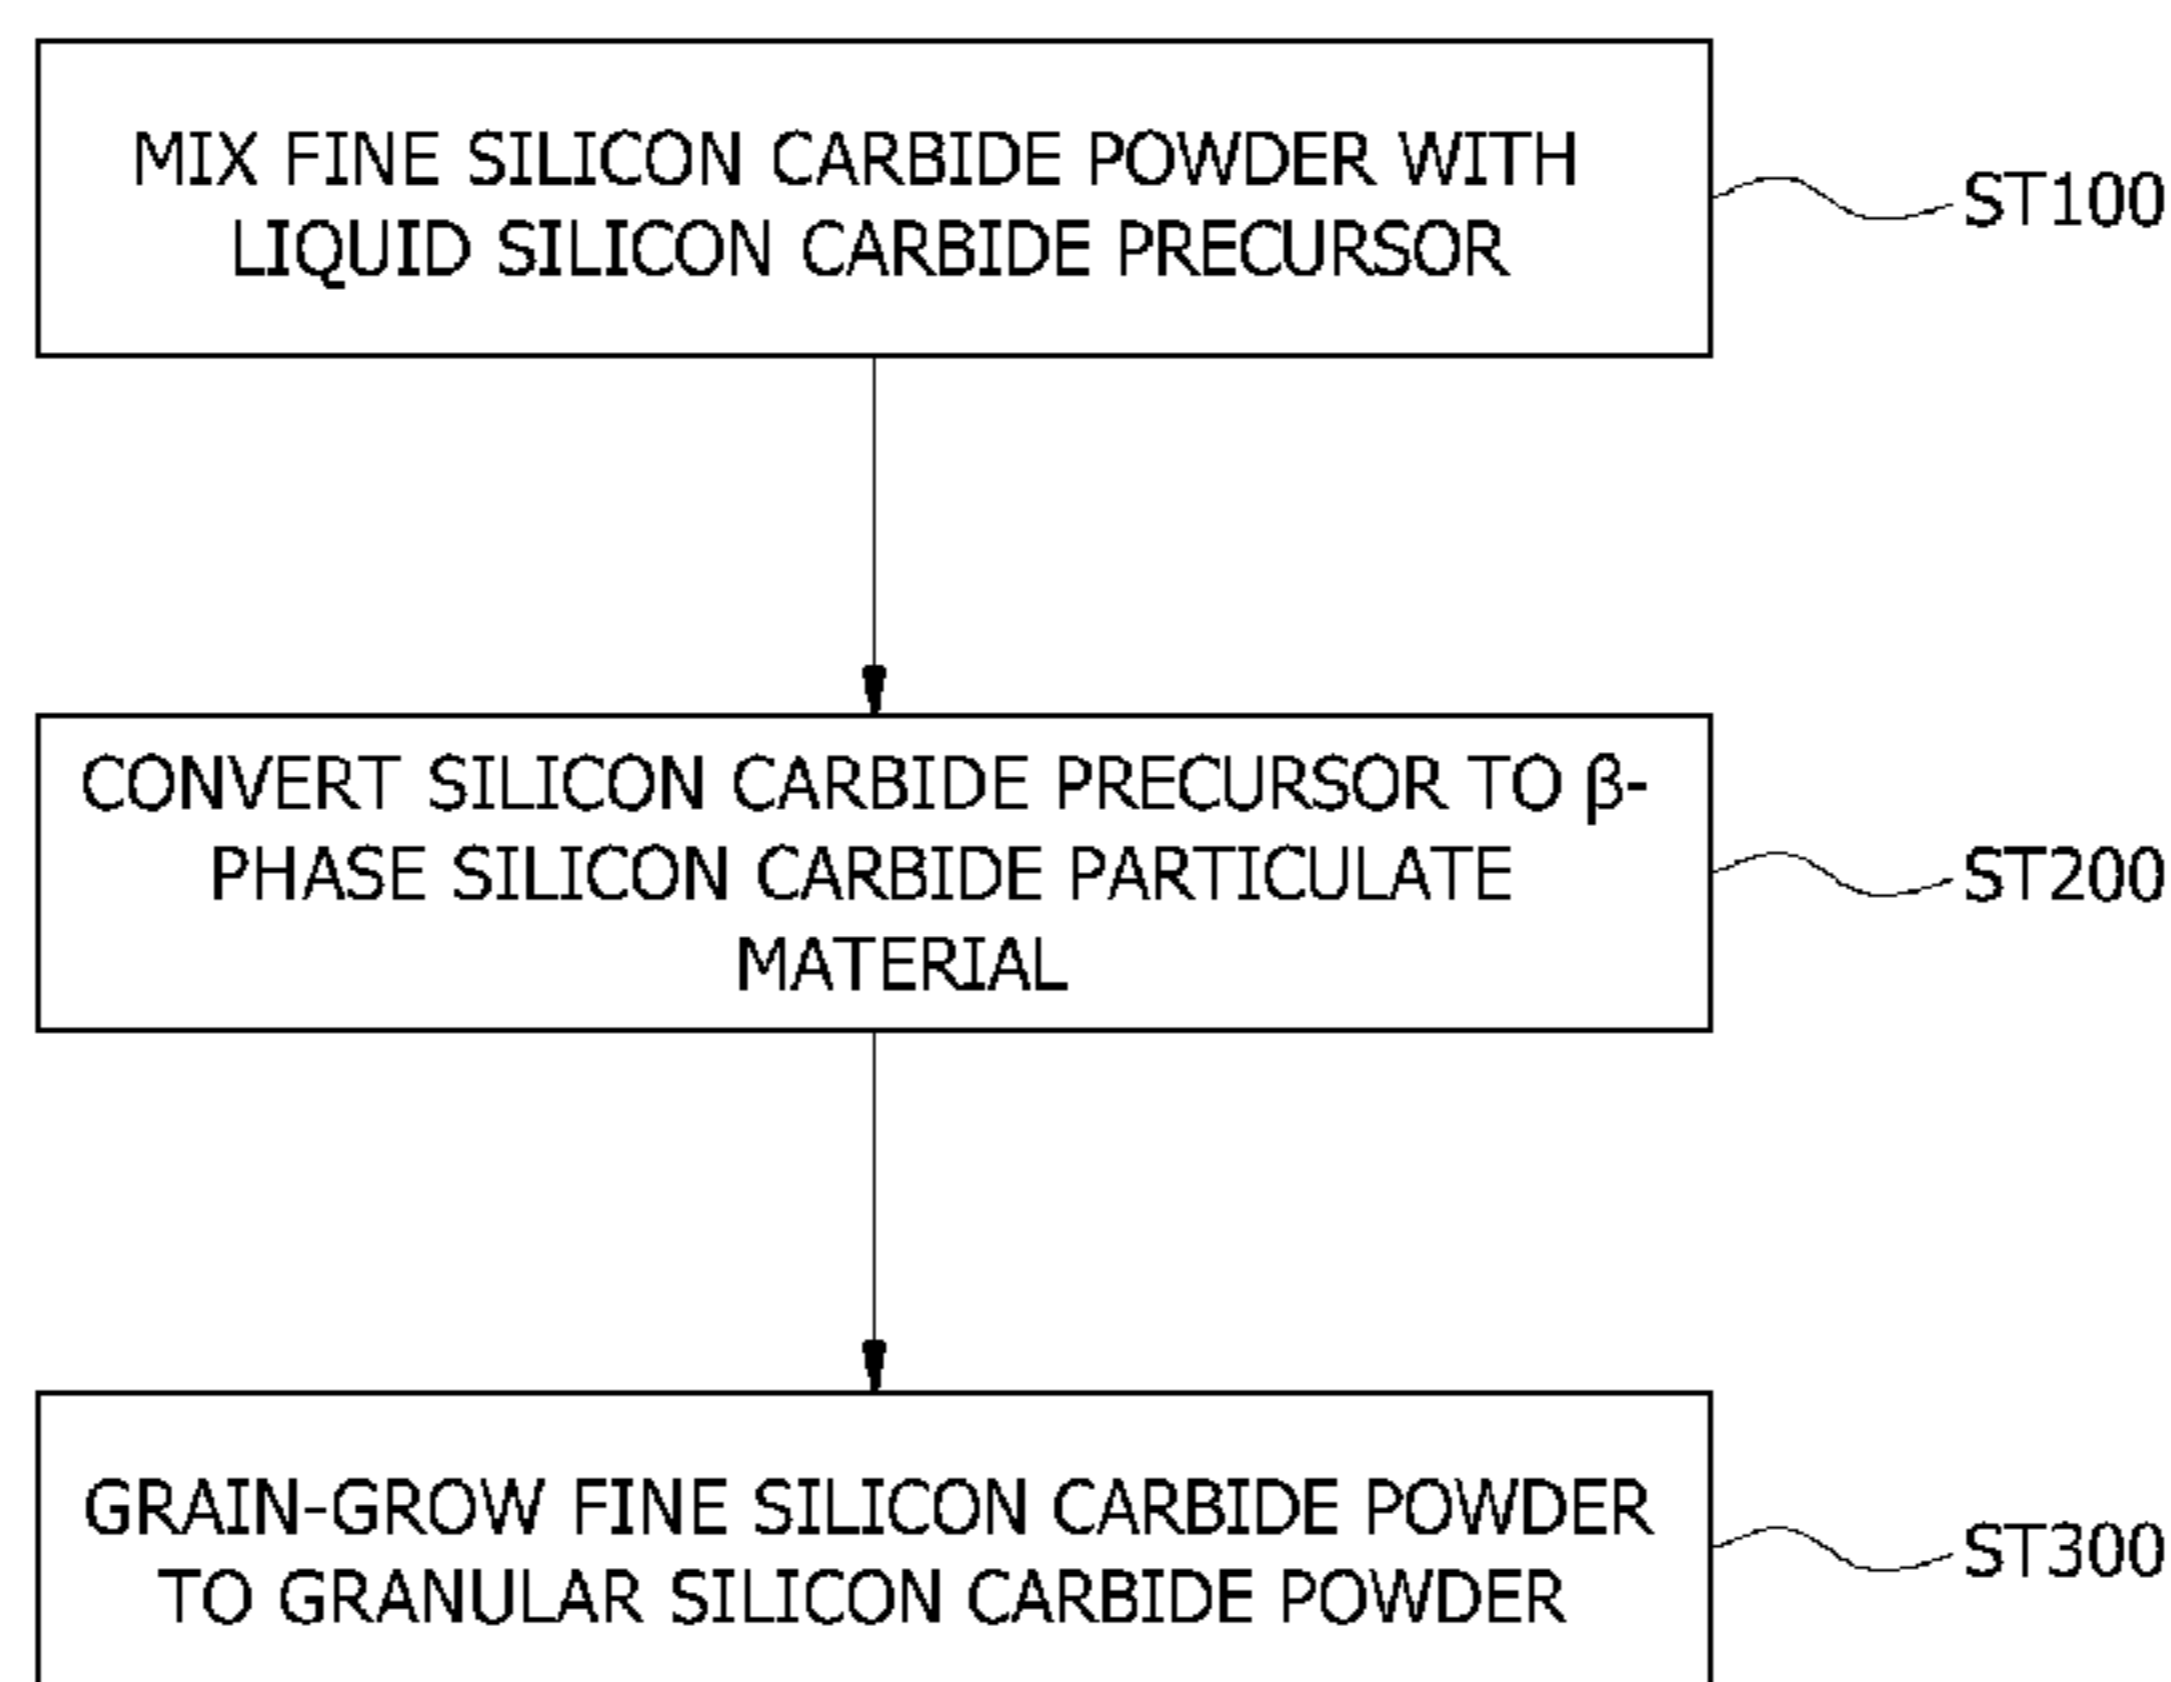 MIX FINE SILICON CARBIDE POWDER WITH
LIQUID SILICON CARBIDE PRECURSOR
ST100
CONVERT SILICON CARBIDE PRECURSOR TO β-
PHASE SILICON CARBIDE PARTICULATE
MATERIAL
ST200
GRAIN-GROW FINE SILICON CARBIDE POWDER
TO GRANULAR SILICON CARBIDE POWDER
ST300